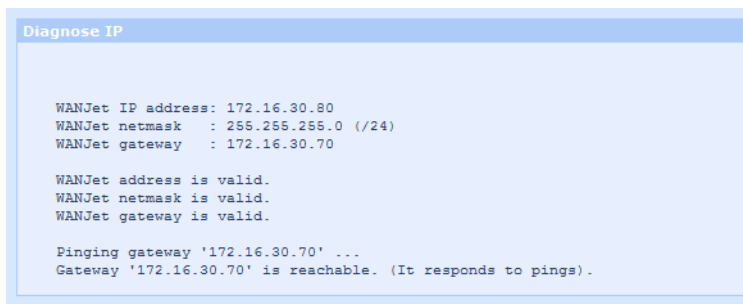 Diagnose IP
WANJet IP address: 172.16.30.80
WANJet netmask : 255.255.255.0 (/24)
WANJet gateway : 172.16.30.70
WANJet address is valid.
WANJet netmask is valid.
WANJet gateway is valid.
Pinging gateway '172.16.30.70' ...
Gateway '172.16.30.70' is reachable. (It responds to pings).